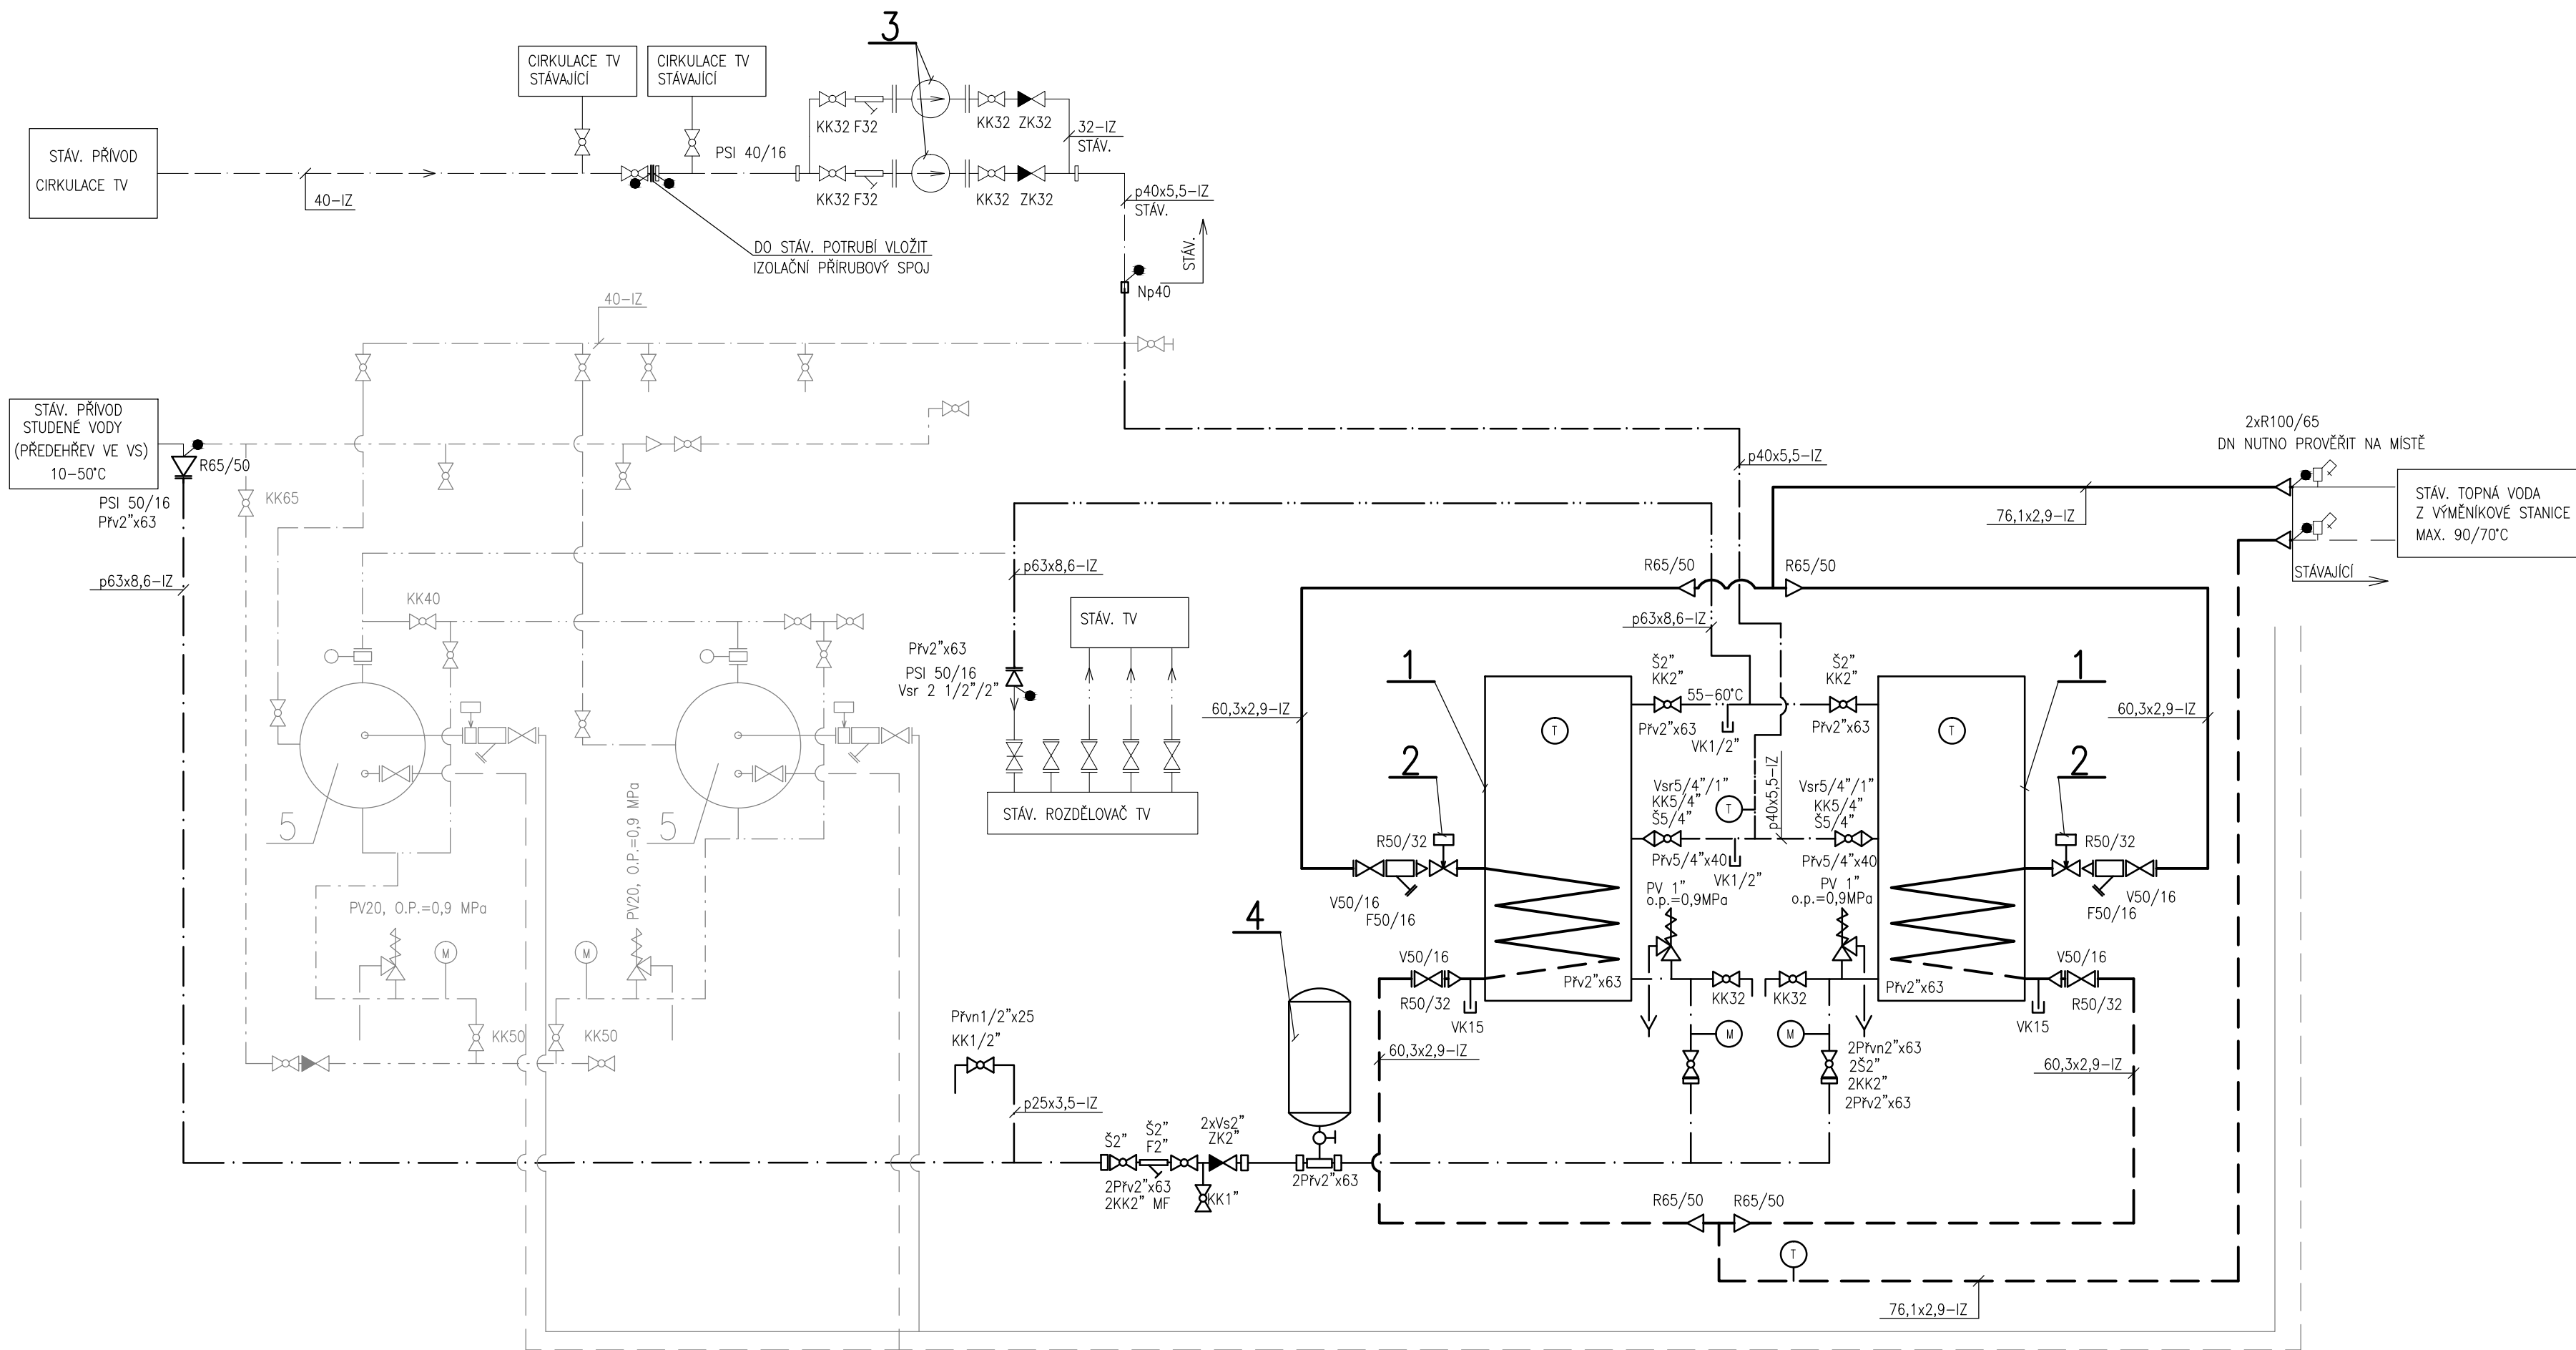 3
CIRKULACE TV
STÁVAJÍCÍ
CIRKULACE TV
STÁVAJÍCÍ
KK32 F32
KK32 ZK32
32-IZ
STÁV.
STÁV. PŘÍVOD
CIRKULACE TV
40-IZ
PSI 40/16
KK32 F32
KK32 ZK32
p40x5,5-IZ
STÁV.
DO STÁV. POTRUBÍ VLOŽIT
IZOLAČNÍ PŘÍRUBOVÝ SPOJ
STÁV.
Np40
40-IZ
STÁV. PŘÍVOD
STUDENÉ VODY
(PŘEDEHŘEV VE VS)
10-50°C
R65/50
PSI 50/16
Přv2"x63
KK65
p63x8,6-IZ
KK40
p63x8,6-IZ
STÁV. TV
Přv2"x63
PSI 50/16
Vsr 2 1/2"/2"
STÁV. ROZDĚLOVAČ TV
5
5
PV20, O.P.=0,9 MPa
PV20, O.P.=0,9 MPa
M
M
KK50
KK50
2xR100/65
DN NUTNO PROVĚŘIT NA MÍSTĚ
p40x5,5-IZ
76,1x2,9-IZ
STÁV. TOPNÁ VODA
Z VÝMĚNÍKOVÉ STANICE
MAX. 90/70°C
STÁVAJÍCÍ
R65/50
R65/50
p63x8,6-IZ
1
1
Š2"
KK2"
Š2"
KK2"
55-60°C
60,3x2,9-IZ
60,3x2,9-IZ
Přv2"x63
Přv2"x63
VK1/2"
T
T
2
2
p40x5,5-IZ
Vsr5/4"/1"
KK5/4"
Š5/4"
Vsr5/4"/1"
KK5/4"
Š5/4"
T
R50/32
R50/32
Přv5/4"x40
Přv5/4"x40
VK1/2"
PV 1"
o.p.=0,9MPa
PV 1"
o.p.=0,9MPa
V50/16
F50/16
V50/16
F50/16
4
V50/16
V50/16
Přv2"x63
Přv2"x63
R50/32
R50/32
KK32
KK32
VK15
VK15
M
M
60,3x2,9-IZ
60,3x2,9-IZ
2Přvn2"x63
2Š2"
2KK2"
2Přv2"x63
Přvn1/2"x25
KK1/2"
p25x3,5-IZ
Š2"
Š2"
F2"
2xVs2"
ZK2"
2Přv2"x63
2KK2" MF
KK1"
2Přv2"x63
R65/50
R65/50
T
76,1x2,9-IZ